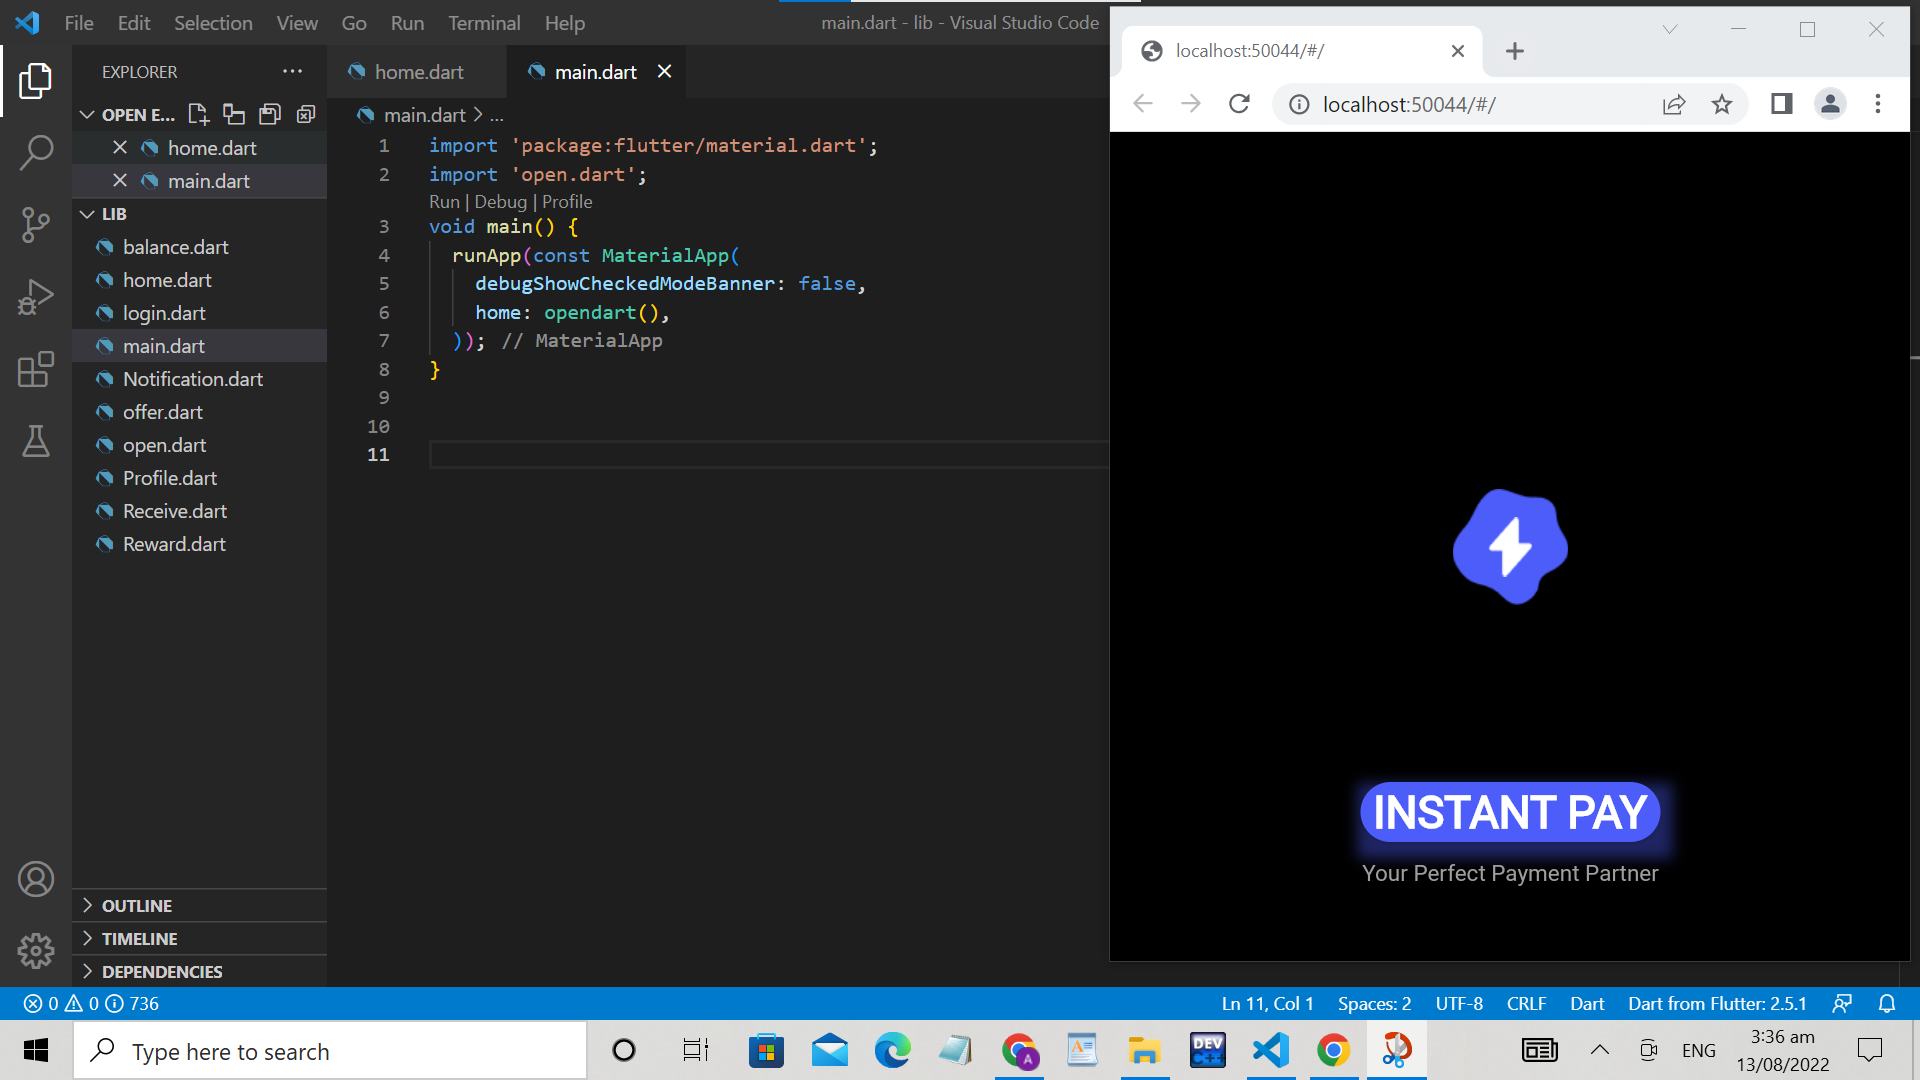 File Edit Selection View Go Run Terminal Help
main.dart - lib - Visual Studio Code
EXPLORER
OPEN E...
home.dart
main.dart
LIB
balance.dart
home.dart
login.dart
main.dart
Notification.dart
offer.dart
open.dart
Profile.dart
Receive.dart
Reward.dart
OUTLINE
TIMELINE
DEPENDENCIES
home.dart main.dart
main.dart > ...
1 import 'package:flutter/material.dart';
2 import 'open.dart';
Run | Debug | Profile
3 void main() {
4 runApp(const MaterialApp(
5 debugShowCheckedModeBanner: false,
6 home: opendart(),
7 )); // MaterialApp
8 }
9
10
11
localhost:50044/#/
localhost:50044/#/
INSTANT PAY
Your Perfect Payment Partner
0 0 736
Ln 11, Col 1 Spaces: 2 UTF-8 CRLF Dart Dart from Flutter: 2.5.1
Type here to search
A
DEV
C++
ENG
3:36 am
13/08/2022